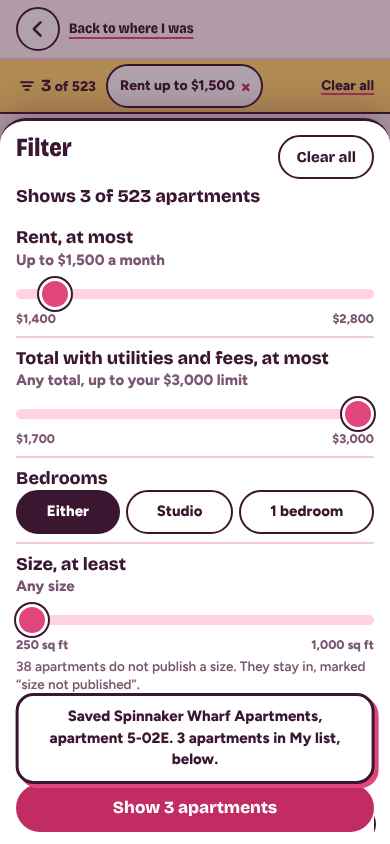 Back to where I was
3 of 523
Rent up to $1,500 ×
Clear all
Filter
Clear all
Shows 3 of 523 apartments
Rent, at most
Up to $1,500 a month
$1,400
$2,800
Total with utilities and fees, at most
Any total, up to your $3,000 limit
$1,700
$3,000
Bedrooms
Either
Studio
1 bedroom
Size, at least
Any size
250 sq ft
1,000 sq ft
38 apartments do not publish a size. They stay in, marked
“size not published”.
Saved Spinnaker Wharf Apartments,
apartment 5-02E. 3 apartments in My list,
below.
Show 3 apartments